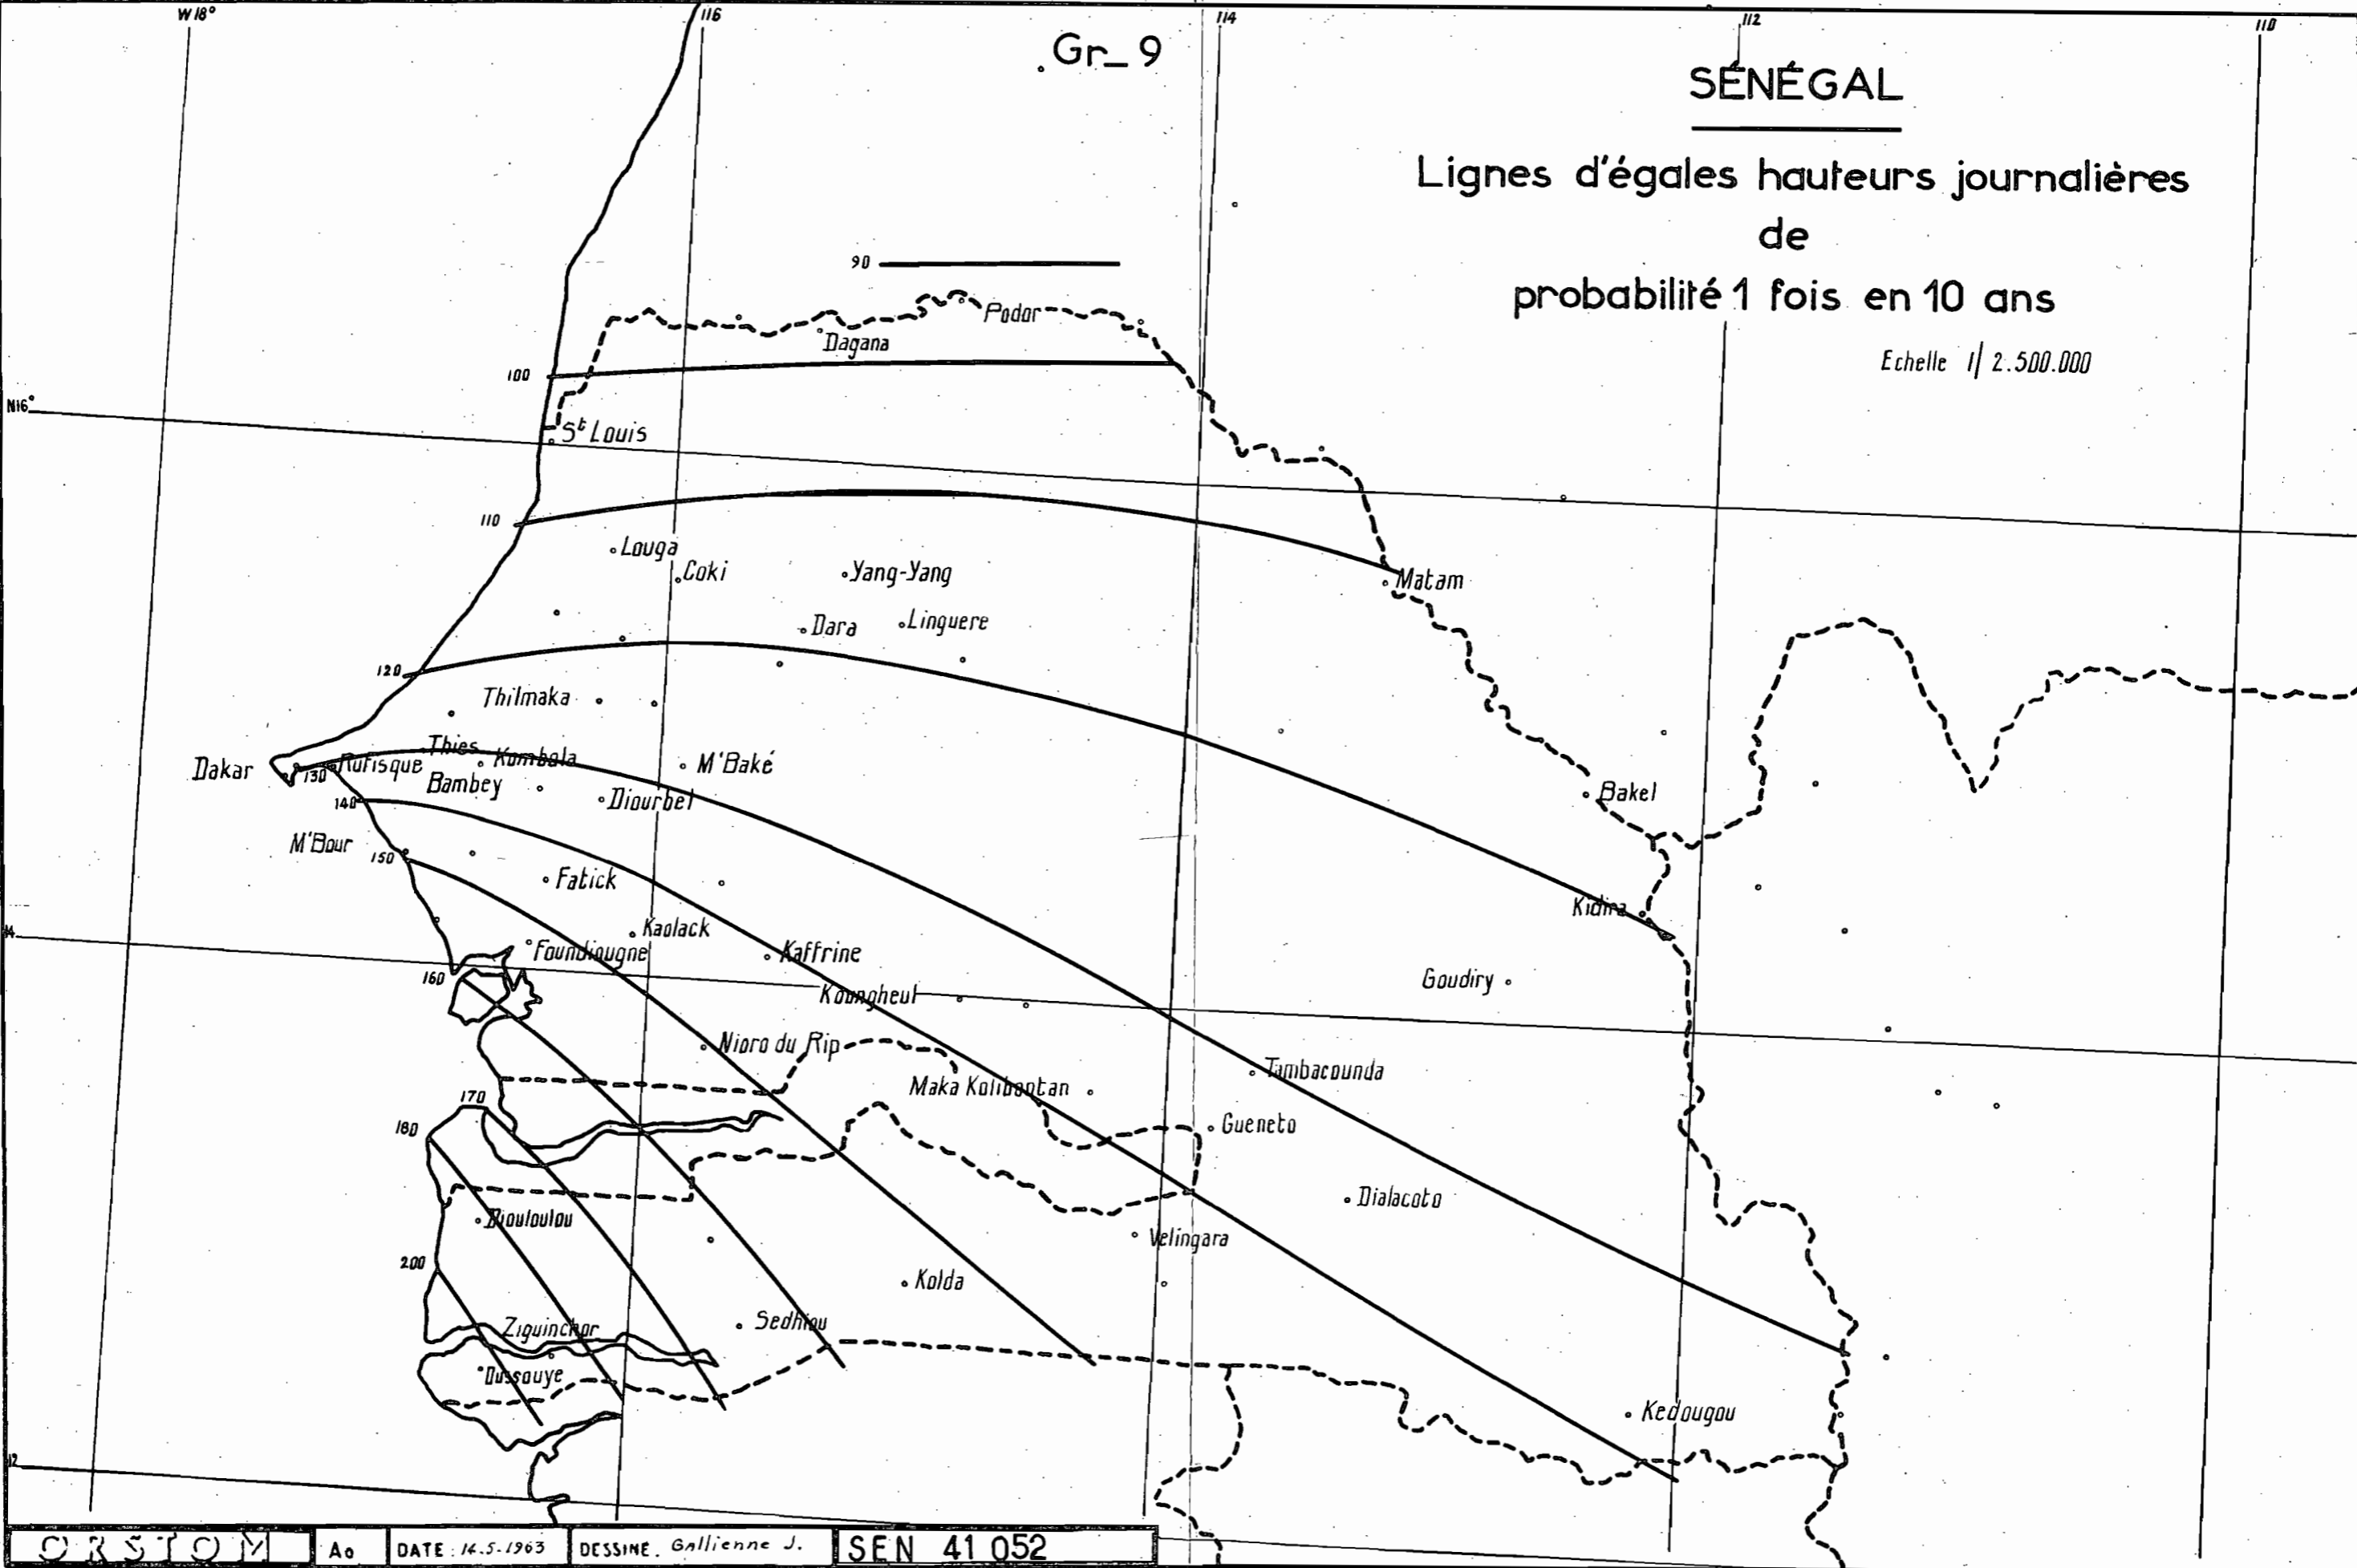 W 18°
116
114
112
110
Gr_9
SÉNÉGAL
Lignes d'égales hauteurs journalières
de
probabilité 1 fois en 10 ans
Echelle 1/ 2.500.000
90
Podor
Dagana
100
N16°
St Louis
110
Louga
Coki
Yang-Yang
Matam
Dara
Linguere
120
Thilmaka
Thies
Kombola
M'Baké
Dakar
130
Rufisque
Bambey
Diourbel
Bakel
140
M'Bour
150
Fatick
Kidira
Kaolack
14
Foundiougne
Kaffrine
160
Goudiry
Koungheul
Nioro du Rip
Tambacounda
Maka Kolibantan
170
Gueneto
180
Dialacoto
Diouloulou
Velingara
200
Kolda
Sedhiou
Ziguinchor
Oussouye
Kedougou
12
ORSTOM
Ao
DATE : 14.5.1963
DESSINÉ. Gallienne J.
SEN 41 052